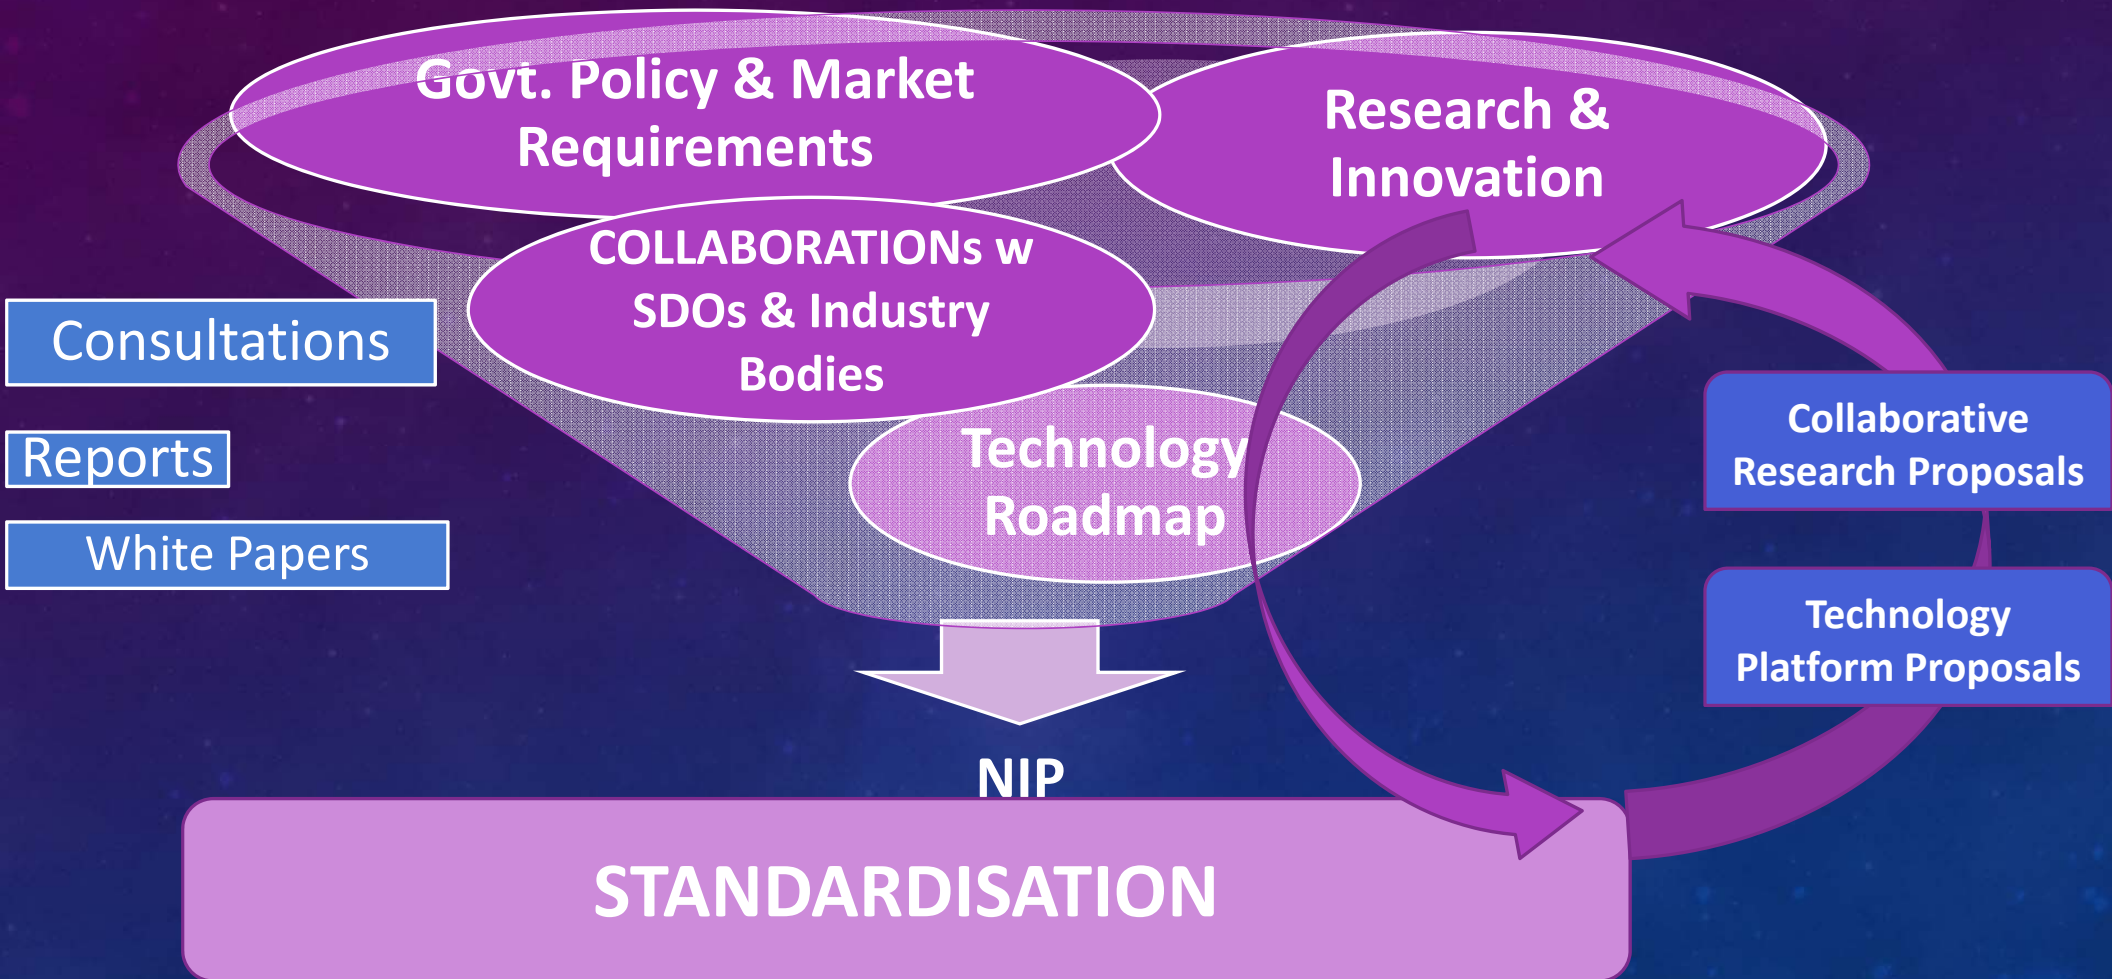 Govt. Policy & Market
Requirements
Research &
Innovation
COLLABORATIONs w
SDOs & Industry
Bodies
Consultations
Reports
White Papers
Technology
Roadmap
Collaborative
Research Proposals
Technology
Platform Proposals
NIP
STANDARDISATION